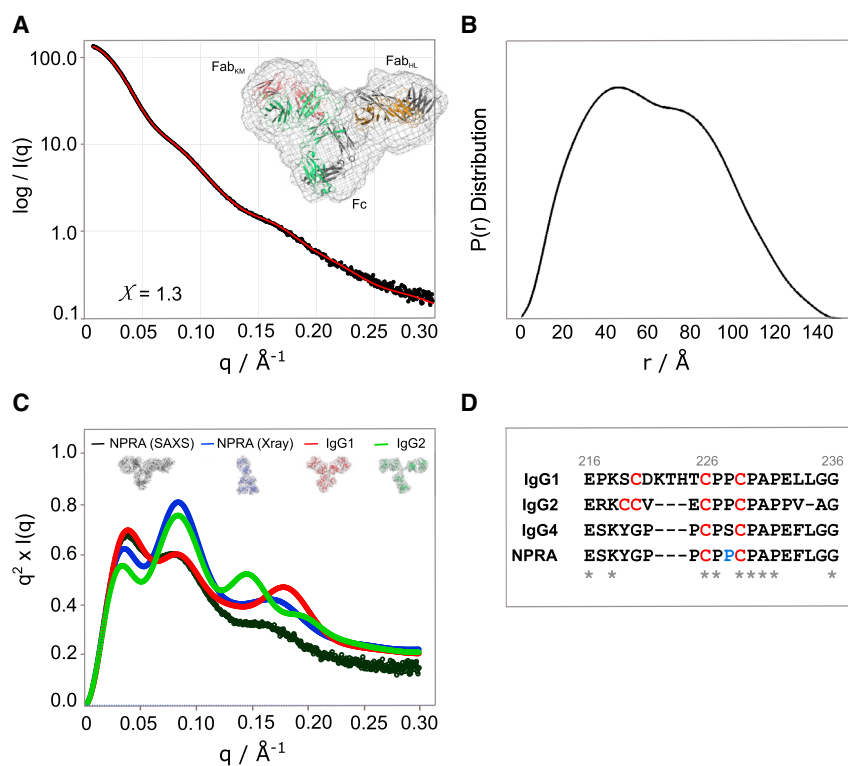 A
log / I(q)
100.0
10.0
1.0
0.1
Fab KM
Fab HL
Fc
χ = 1.3
0 0.05 0.10 0.15 0.20 0.25 0.30
q / Å-1
B
P(r) Distribution
0 20 40 60 80 100 120 140
r / Å
C
NPRA (SAXS) NPRA (Xray) IgG1 IgG2
q2 x I(q)
1.0
0.8
0.6
0.4
0.2
0.0
0 0.05 0.10 0.15 0.20 0.25 0.30
q / Å-1
D
216 226 236
IgG1 EPKSCDKTHTCPPCPAPELLGG
IgG2 ERKCCV---ECPPCPAPPV-AG
IgG4 ESKYGP---PCPSCPAPEFLGG
NPRA ESKYGP---PCPPCPAPEFLGG
* * ** **** *